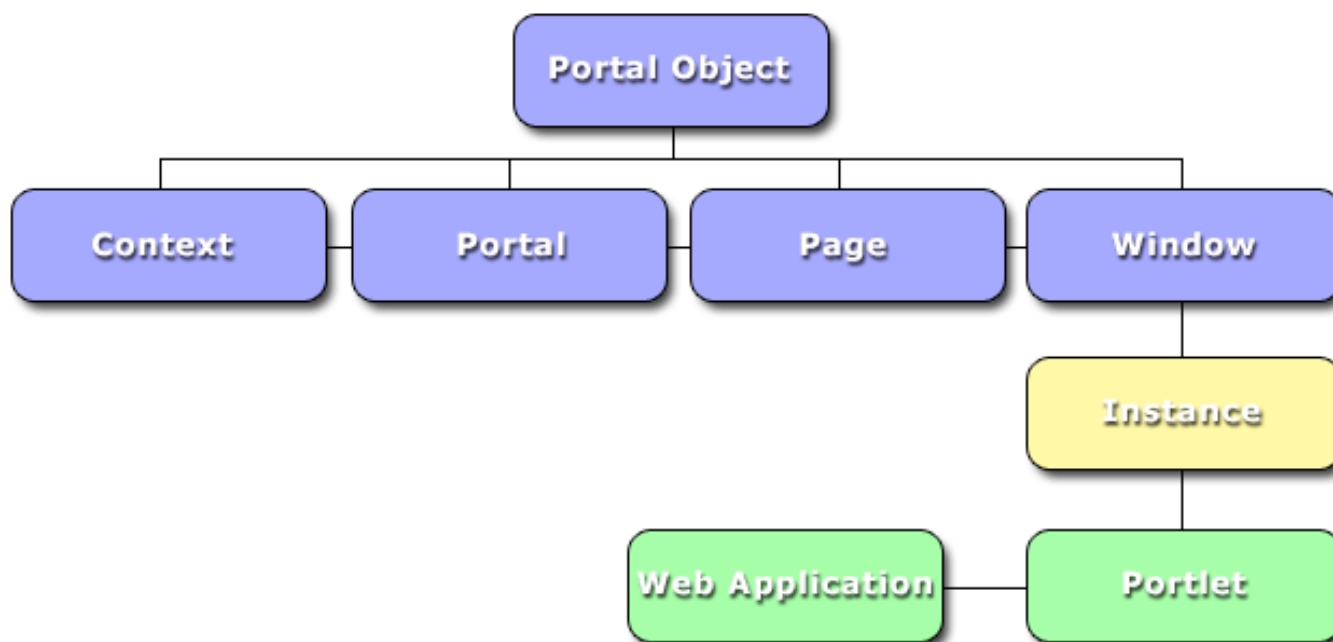 Portal Object
Context
Portal
Page
Window
Instance
Web Application
Portlet